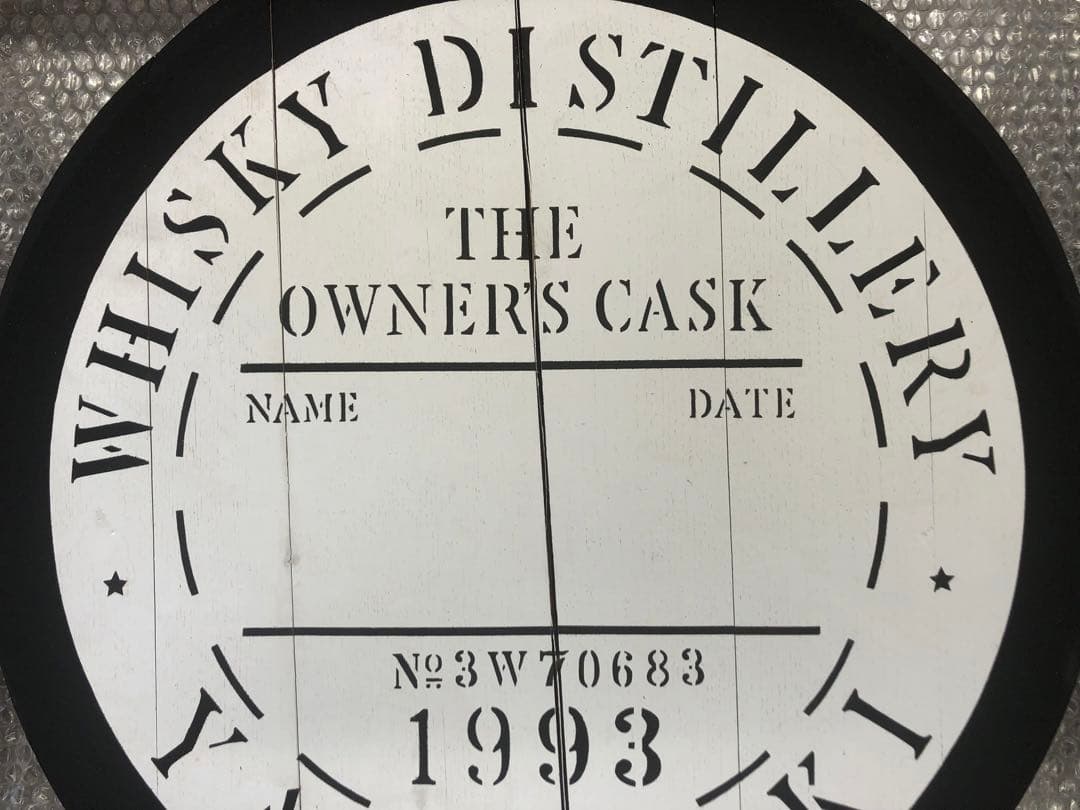 WHISKY DISTILLERY
THE
OWNER'S CASK
NAME DATE
Nº 3W70683
1993